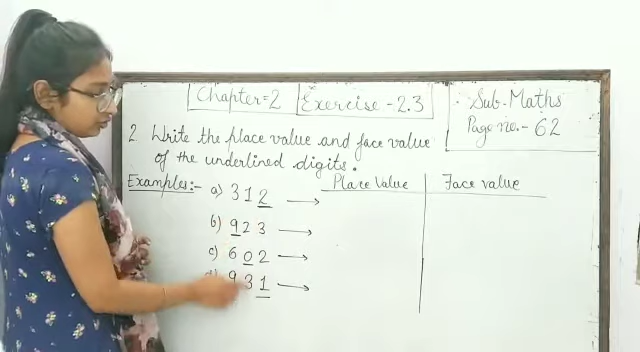 Chapter=2 Exercise-2.3 Sub-Maths
Page no.- 62
2. Write the place value and face value
of the underlined digits.
Examples:- Place Value Face value
a) 312 →
b) 923 →
c) 602 →
d) 931 →